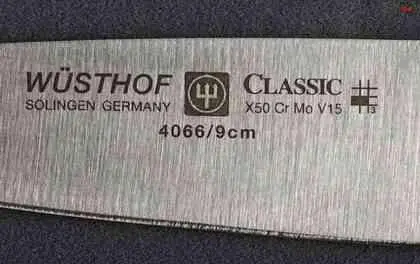 WÜSTHOF CLASSIC
SOLINGEN GERMANY X50 Cr Mo V15
4066/9cm